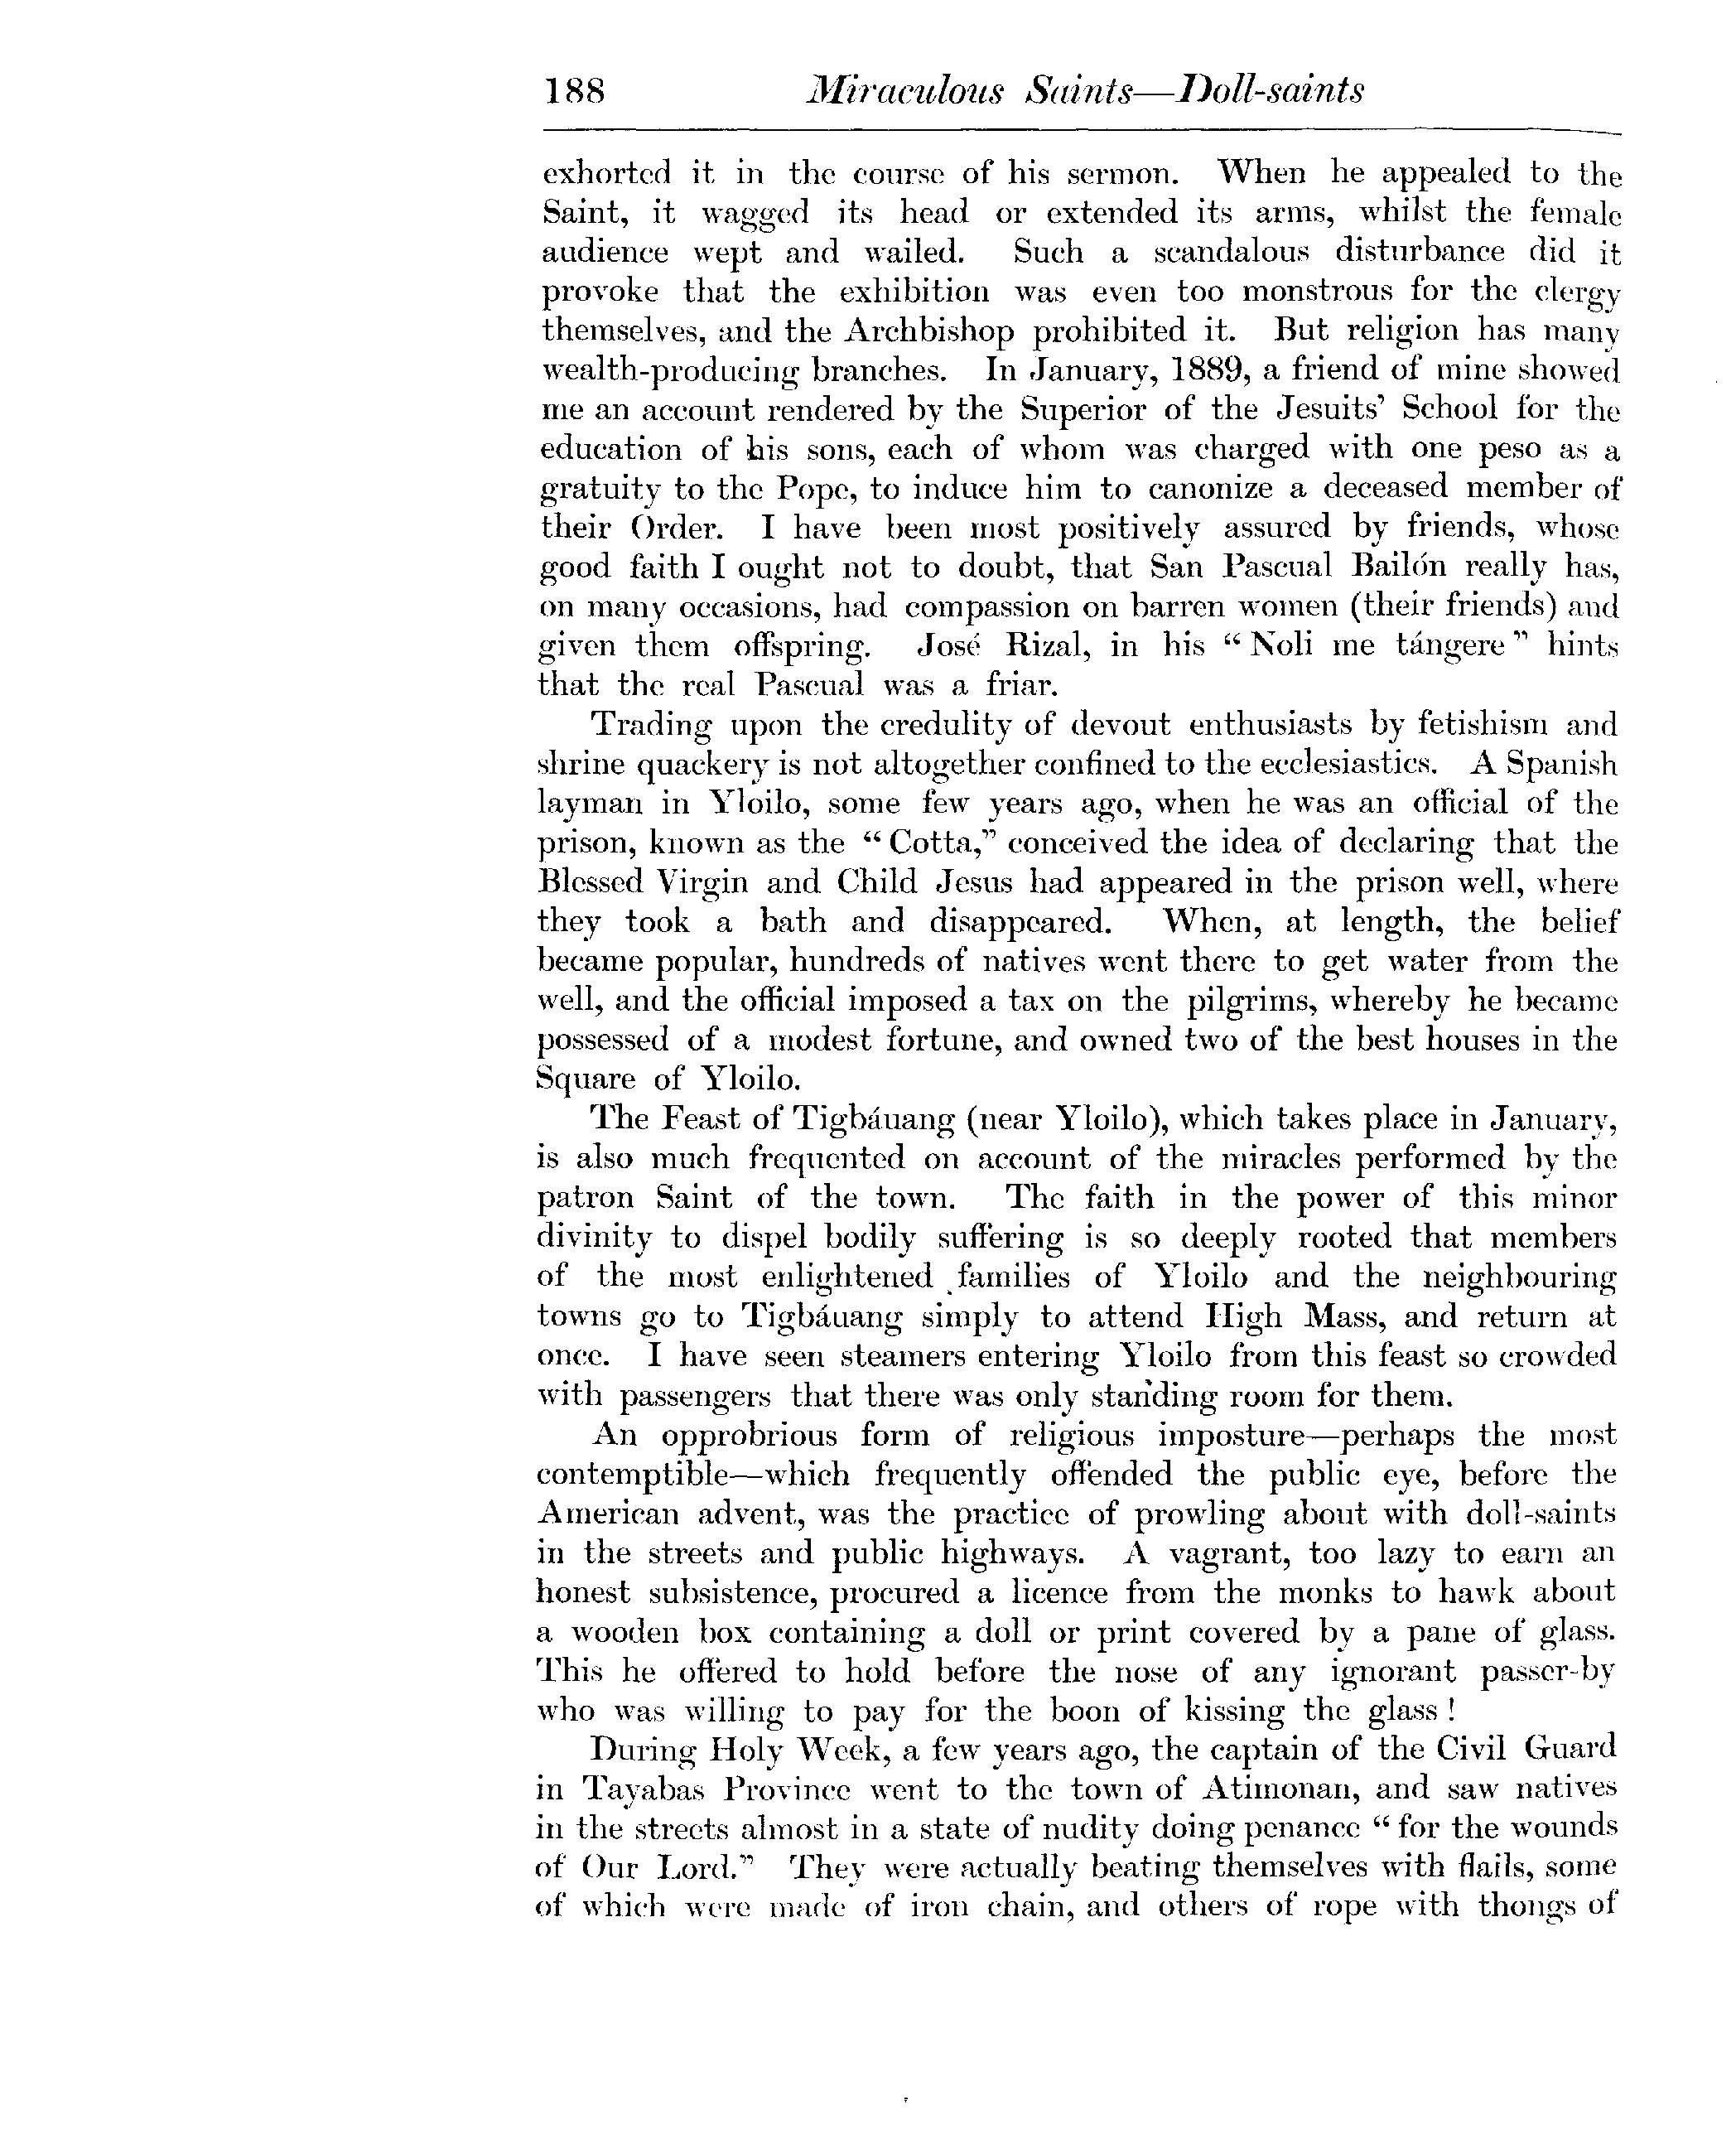 188 Miraculous Saints—Doll-saints
exhorted it in the course of his sermon. When he appealed to the
Saint, it wagged its head or extended its arms, whilst the female
audience wept and wailed. Such a scandalous disturbance did it
provoke that the exhibition was even too monstrous for the clergy
themselves, and the Archbishop prohibited it. But religion has many
wealth-producing branches. In January, 1889, a friend of mine showed
me an account rendered by the Superior of the Jesuits' School for the
education of his sons, each of whom was charged with one peso as a
gratuity to the Pope, to induce him to canonize a deceased member of
their Order. I have been most positively assured by friends, whose
good faith I ought not to doubt, that San Pascual Bailón really has,
on many occasions, had compassion on barren women (their friends) and
given them offspring. José Rizal, in his “Noli me tángere” hints
that the real Pascual was a friar.
Trading upon the credulity of devout enthusiasts by fetishism and
shrine quackery is not altogether confined to the ecclesiastics. A Spanish
layman in Yloilo, some few years ago, when he was an official of the
prison, known as the “Cotta,” conceived the idea of declaring that the
Blessed Virgin and Child Jesus had appeared in the prison well, where
they took a bath and disappeared. When, at length, the belief
became popular, hundreds of natives went there to get water from the
well, and the official imposed a tax on the pilgrims, whereby he became
possessed of a modest fortune, and owned two of the best houses in the
Square of Yloilo.
The Feast of Tigbáuang (near Yloilo), which takes place in January,
is also much frequented on account of the miracles performed by the
patron Saint of the town. The faith in the power of this minor
divinity to dispel bodily suffering is so deeply rooted that members
of the most enlightened families of Yloilo and the neighbouring
towns go to Tigbáuang simply to attend High Mass, and return at
once. I have seen steamers entering Yloilo from this feast so crowded
with passengers that there was only standing room for them.
An opprobrious form of religious imposture—perhaps the most
contemptible—which frequently offended the public eye, before the
American advent, was the practice of prowling about with doll-saints
in the streets and public highways. A vagrant, too lazy to earn an
honest subsistence, procured a licence from the monks to hawk about
a wooden box containing a doll or print covered by a pane of glass.
This he offered to hold before the nose of any ignorant passer-by
who was willing to pay for the boon of kissing the glass!
During Holy Week, a few years ago, the captain of the Civil Guard
in Tayabas Province went to the town of Atimonan, and saw natives
in the streets almost in a state of nudity doing penance “for the wounds
of Our Lord.” They were actually beating themselves with flails, some
of which were made of iron chain, and others of rope with thongs of